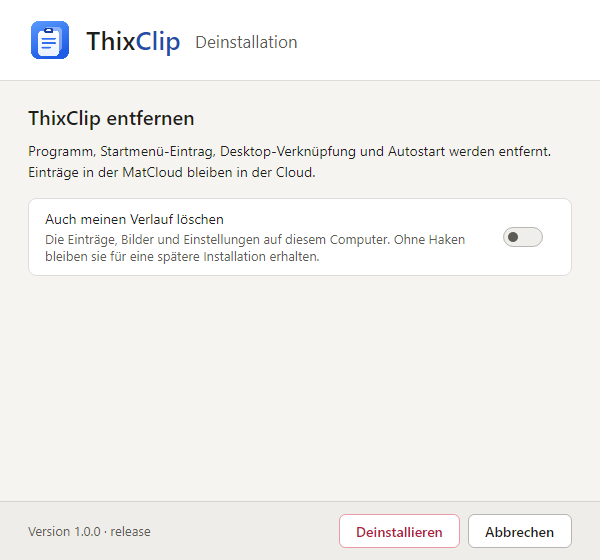 ThixClip Deinstallation
ThixClip entfernen
Programm, Startmenü-Eintrag, Desktop-Verknüpfung und Autostart werden entfernt.
Einträge in der MatCloud bleiben in der Cloud.
Auch meinen Verlauf löschen
Die Einträge, Bilder und Einstellungen auf diesem Computer. Ohne Haken
bleiben sie für eine spätere Installation erhalten.
Version 1.0.0 · release
Deinstallieren
Abbrechen